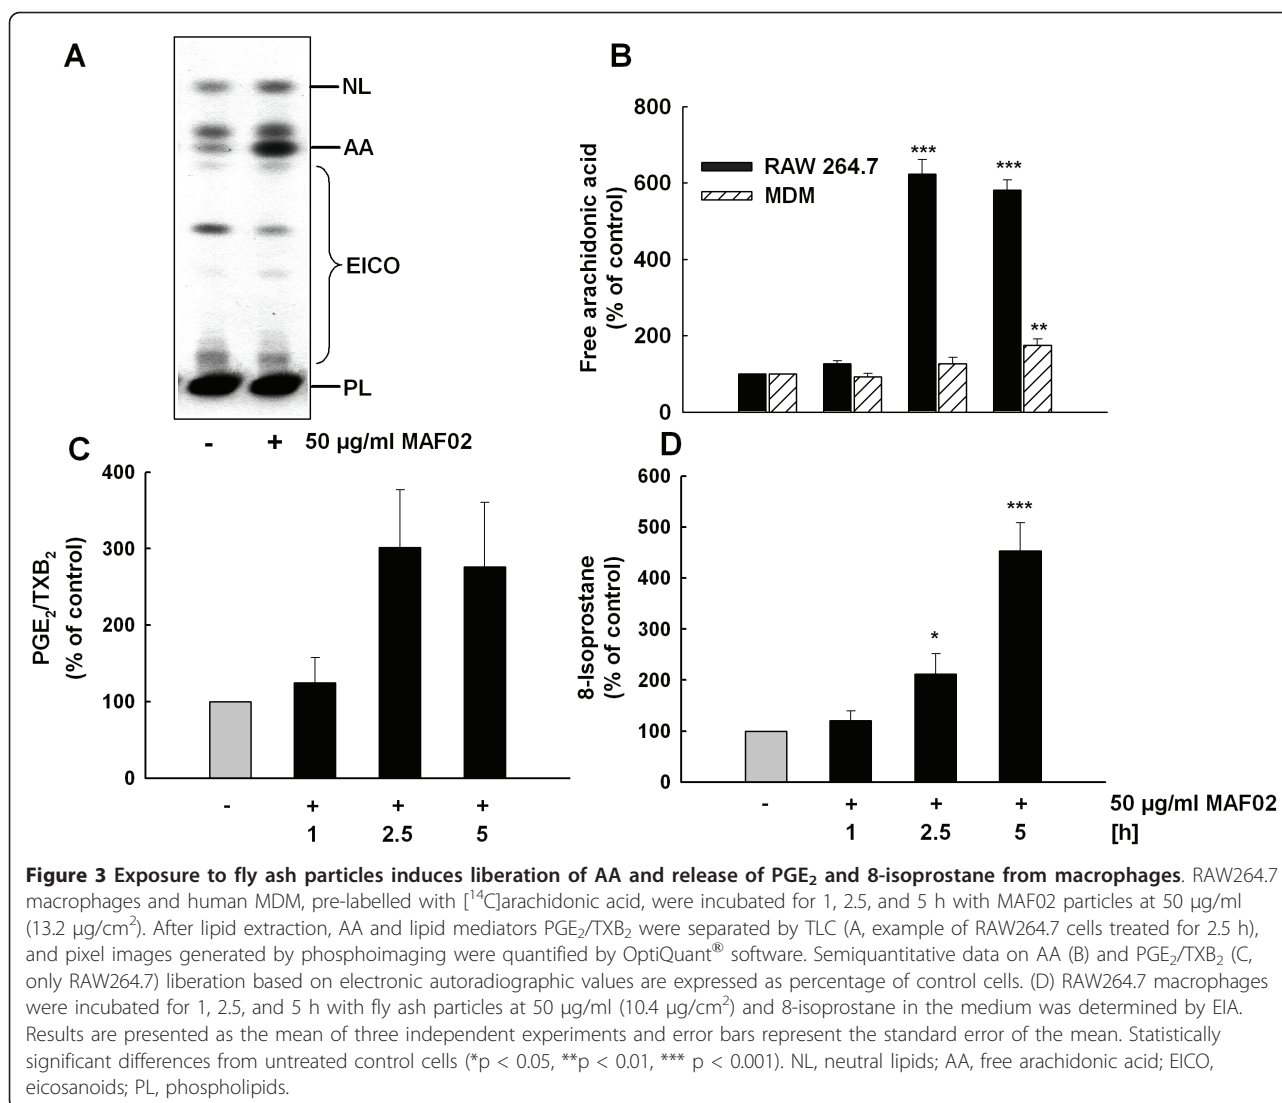 A
NL
AA
EICO
PL
- + 50 µg/ml MAF02
B
Free arachidonic acid
(% of control)
800
600
400
200
0
RAW 264.7
MDM
***
***
**
C
PGE₂/TXB₂
(% of control)
400
300
200
100
0
- + + +
1 2.5 5
D
8-Isoprostane
(% of control)
600
500
400
300
200
100
0
*
***
- + + + 50 µg/ml MAF02
1 2.5 5 [h]
Figure 3 Exposure to fly ash particles induces liberation of AA and release of PGE₂ and 8-isoprostane from macrophages. RAW264.7
macrophages and human MDM, pre-labelled with [¹⁴C]arachidonic acid, were incubated for 1, 2.5, and 5 h with MAF02 particles at 50 µg/ml
(13.2 µg/cm²). After lipid extraction, AA and lipid mediators PGE₂/TXB₂ were separated by TLC (A, example of RAW264.7 cells treated for 2.5 h),
and pixel images generated by phosphoimaging were quantified by OptiQuant® software. Semiquantitative data on AA (B) and PGE₂/TXB₂ (C,
only RAW264.7) liberation based on electronic autoradiographic values are expressed as percentage of control cells. (D) RAW264.7 macrophages
were incubated for 1, 2.5, and 5 h with fly ash particles at 50 µg/ml (10.4 µg/cm²) and 8-isoprostane in the medium was determined by EIA.
Results are presented as the mean of three independent experiments and error bars represent the standard error of the mean. Statistically
significant differences from untreated control cells (*p < 0.05, **p < 0.01, *** p < 0.001). NL, neutral lipids; AA, free arachidonic acid; EICO,
eicosanoids; PL, phospholipids.